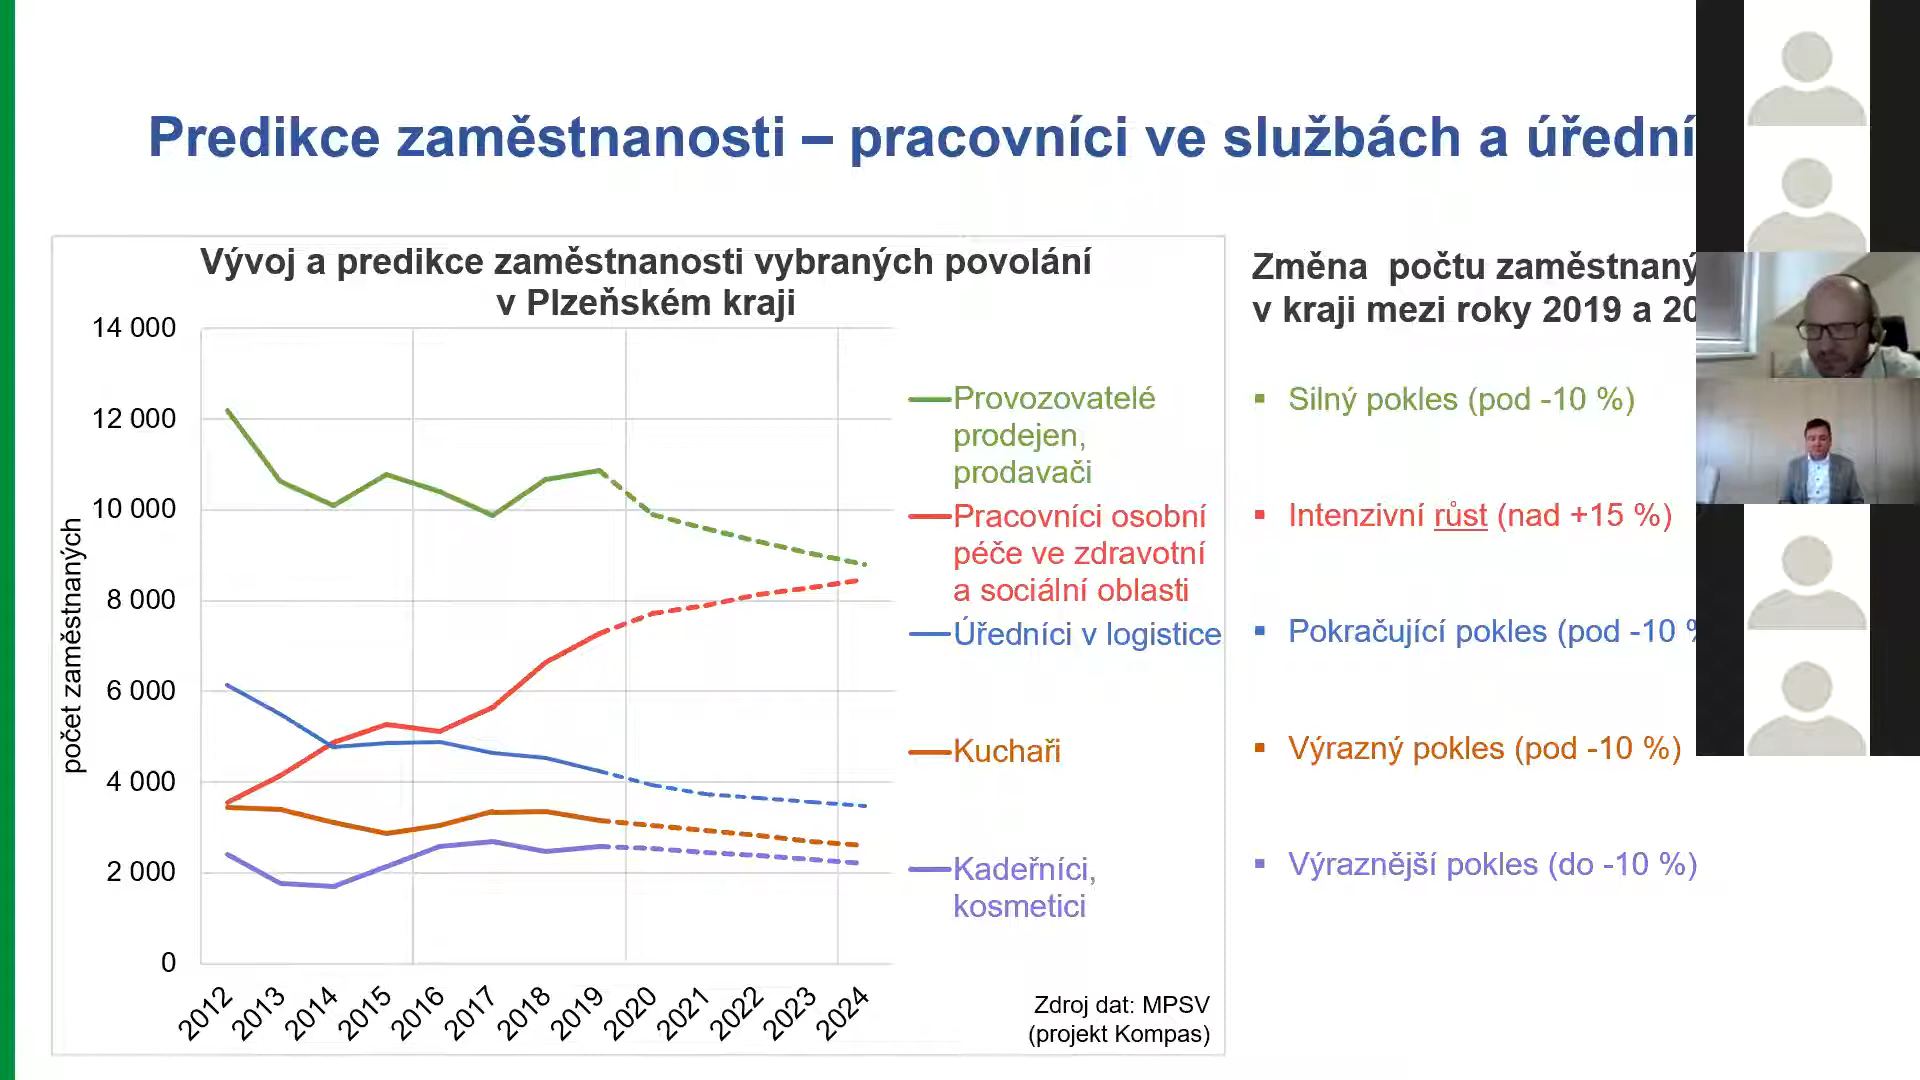 Predikce zaměstnanosti – pracovníci ve službách a úřední
Vývoj a predikce zaměstnanosti vybraných povolání
v Plzeňském kraji
14 000
12 000
10 000
8 000
6 000
4 000
2 000
0
počet zaměstnaných
2012
2013
2014
2015
2016
2017
2018
2019
2020
2021
2022
2023
2024
Provozovatelé
prodejen,
prodavači
Pracovníci osobní
péče ve zdravotní
a sociální oblasti
Úředníci v logistice
Kuchaři
Kadeřníci,
kosmetici
Zdroj dat: MPSV
(projekt Kompas)
Změna počtu zaměstnaný
v kraji mezi roky 2019 a 20
▪ Silný pokles (pod -10 %)
▪ Intenzivní růst (nad +15 %)
▪ Pokračující pokles (pod -10 %
▪ Výrazný pokles (pod -10 %)
▪ Výraznější pokles (do -10 %)